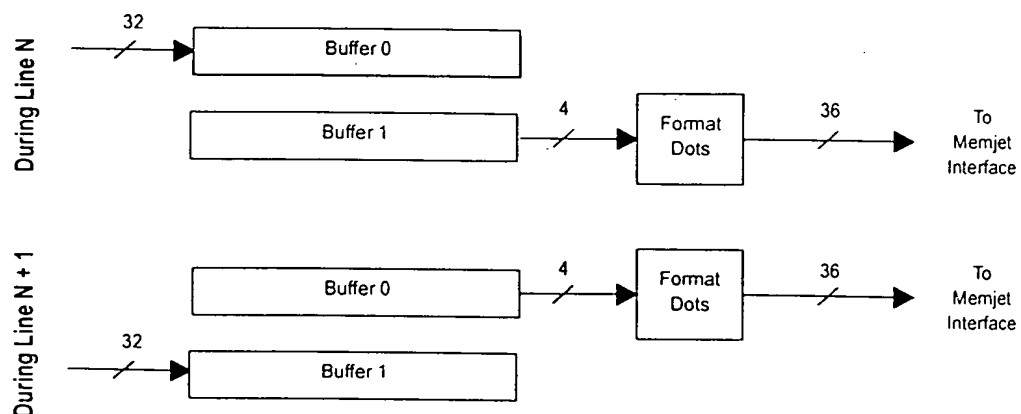 During Line N
32
Buffer 0
Buffer 1
4
Format
Dots
36
To
Memjet
Interface
During Line N + 1
Buffer 0
4
Format
Dots
36
To
Memjet
Interface
32
Buffer 1